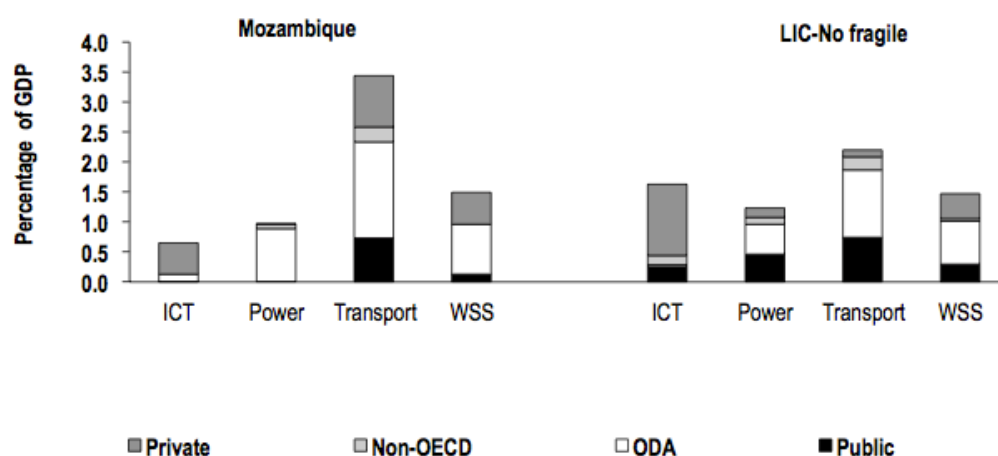 Mozambique LIC-No fragile
Percentage of GDP
4.0
3.5
3.0
2.5
2.0
1.5
1.0
0.5
0.0
ICT Power Transport WSS ICT Power Transport WSS
Private Non-OECD ODA Public